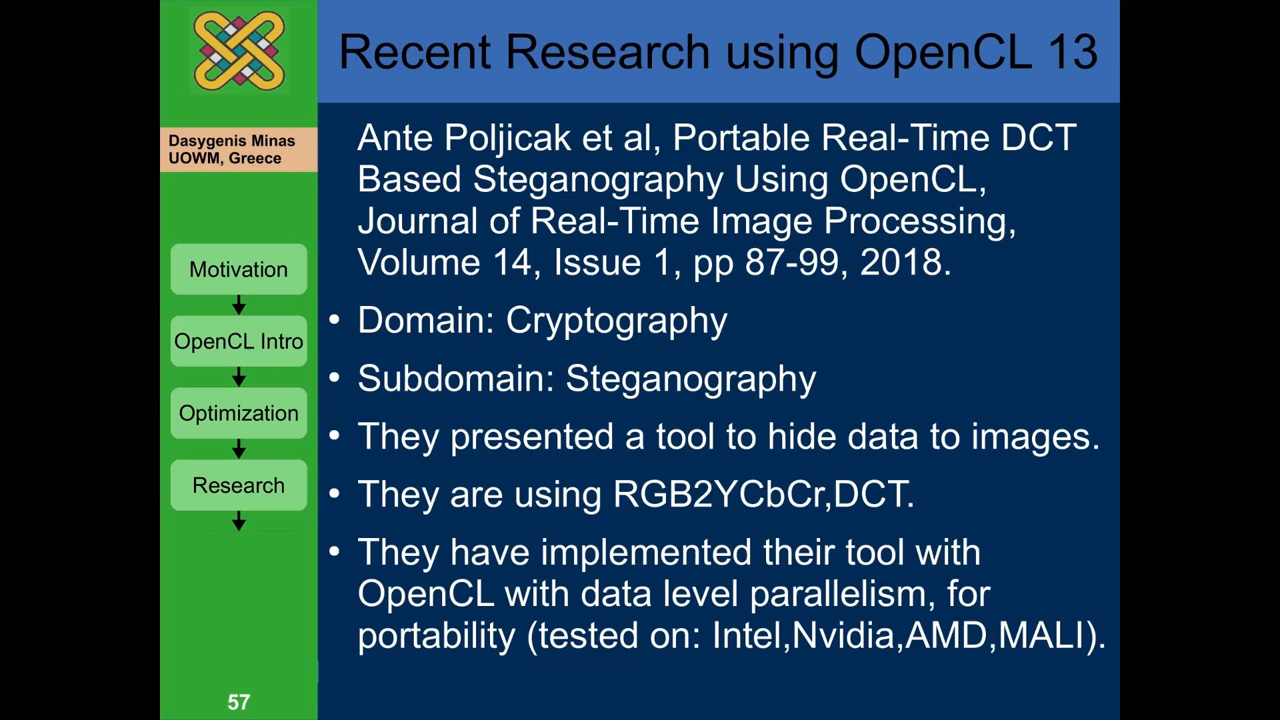 Recent Research using OpenCL 13
Dasygenis Minas
UOWM, Greece
Motivation
OpenCL Intro
Optimization
Research
57
Ante Poljicak et al, Portable Real-Time DCT
Based Steganography Using OpenCL,
Journal of Real-Time Image Processing,
Volume 14, Issue 1, pp 87-99, 2018.
• Domain: Cryptography
• Subdomain: Steganography
• They presented a tool to hide data to images.
• They are using RGB2YCbCr,DCT.
• They have implemented their tool with
OpenCL with data level parallelism, for
portability (tested on: Intel,Nvidia,AMD,MALI).